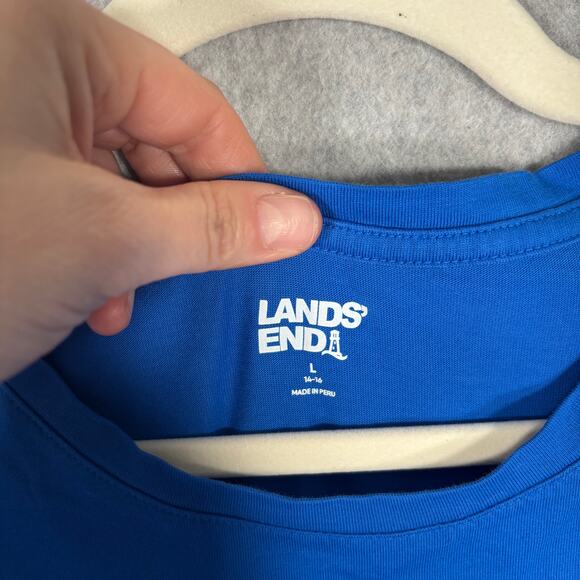 LANDS'
END
L
14-16
MADE IN PERU